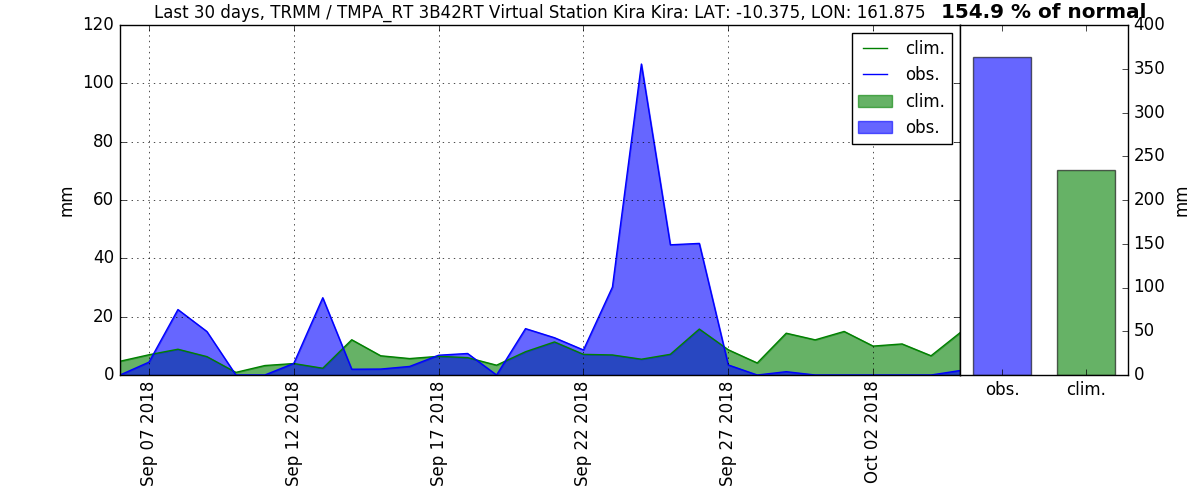 Last 30 days, TRMM / TMPA_RT 3B42RT Virtual Station Kira Kira: LAT: -10.375, LON: 161.875 154.9 % of normal
120
100
80
60
40
20
0
mm
clim.
obs.
clim.
obs.
400
350
300
250
200
150
100
50
0
mm
obs. clim.
Sep 07 2018
Sep 12 2018
Sep 17 2018
Sep 22 2018
Sep 27 2018
Oct 02 2018